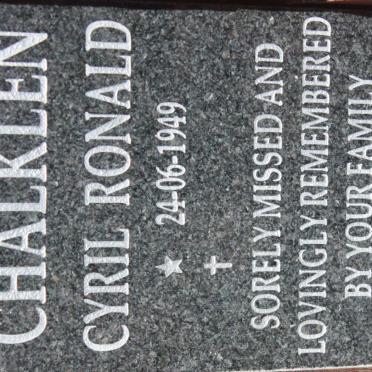 CHALKLEN
CYRIL RONALD
24-06-1949
SORELY MISSED AND
LOVINGLY REMEMBERED
BY YOUR FAMILY